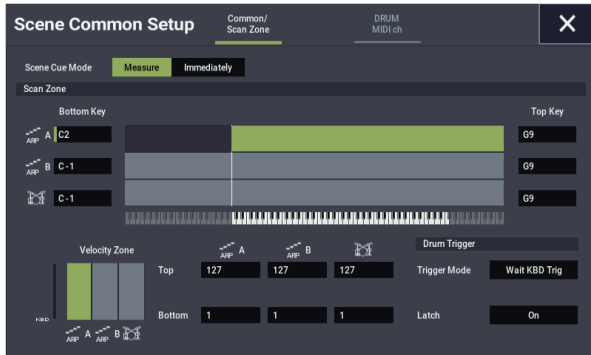 Scene Common Setup
Common/
Scan Zone
DRUM
MIDI ch
Scene Cue Mode
Measure
Immediately
Scan Zone
Bottom Key
Top Key
ARP A
C2
G9
ARP B
C-1
G9
C-1
G9
Velocity Zone
ARP A
ARP B
Drum Trigger
Top
127
127
127
Trigger Mode
Wait KBD Trig
KBD
Bottom
1
1
1
Latch
On
ARP A ARP B